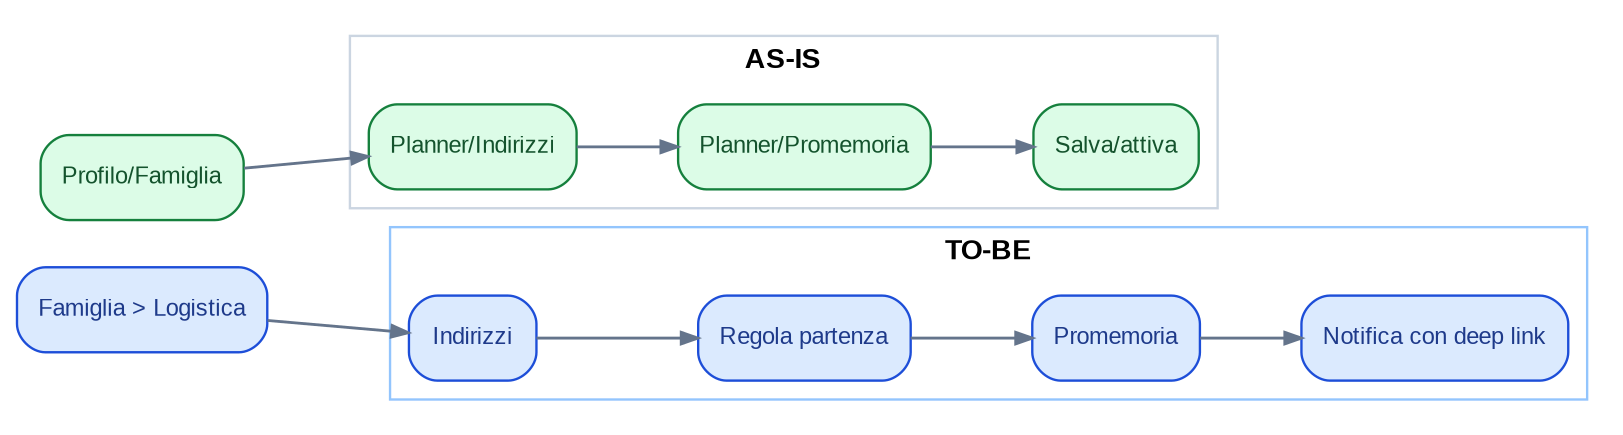 AS-IS
Profilo/Famiglia
Planner/Indirizzi
Planner/Promemoria
Salva/attiva
TO-BE
Famiglia > Logistica
Indirizzi
Regola partenza
Promemoria
Notifica con deep link